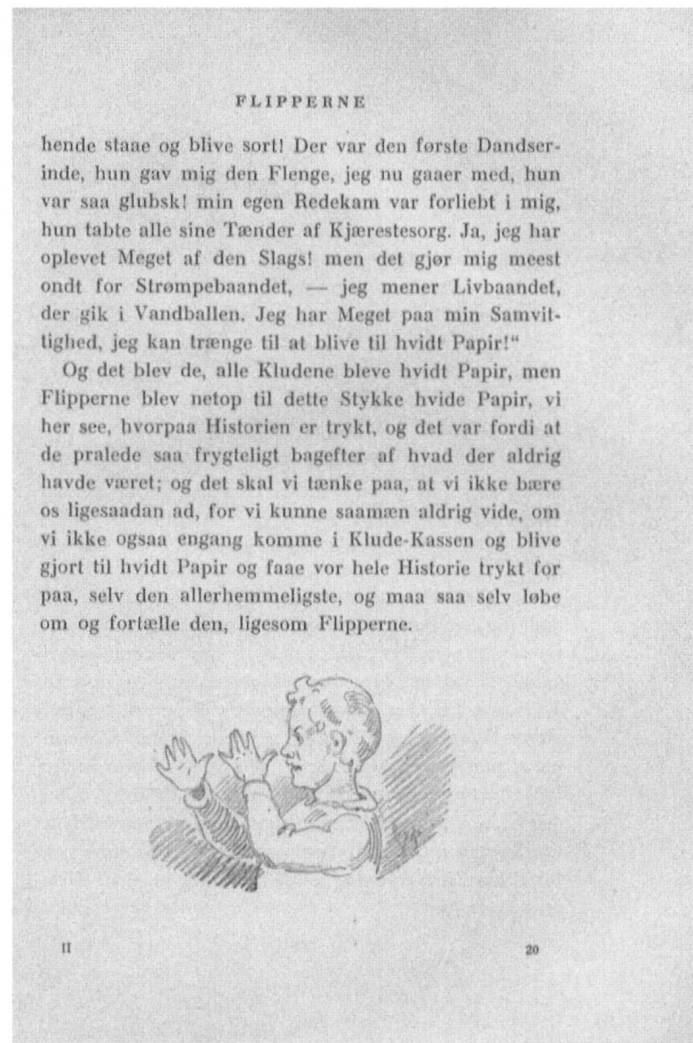 FLIPPERNE
hende staae og blive sort! Der var den første Dandser-
inde, hun gav mig den Flenge, jeg nu gaaer med, hun
var saa glubsk! min egen Redekam var forliebt i mig,
hun tabte alle sine Tænder af Kjærestesorg. Ja, jeg har
oplevet Meget af den Slags! men det gjør mig meest
ondt for Strømpebaandet, — jeg mener Livbaandet,
der gik i Vandballen. Jeg har Meget paa min Samvit-
tighed, jeg kan trænge til at blive til hvidt Papir!“
Og det blev de, alle Kludene bleve hvidt Papir, men
Flipperne blev netop til dette Stykke hvide Papir, vi
her see, hvorpaa Historien er trykt, og det var fordi at
de pralede saa frygteligt bagefter af hvad der aldrig
havde været; og det skal vi tænke paa, at vi ikke bære
os ligesaadan ad, for vi kunne saamæn aldrig vide, om
vi ikke ogsaa engang komme i Klude-Kassen og blive
gjort til hvidt Papir og faae vor hele Historie trykt for
paa, selv den allerhemmeligste, og maa saa selv løbe
om og fortælle den, ligesom Flipperne.
II 20